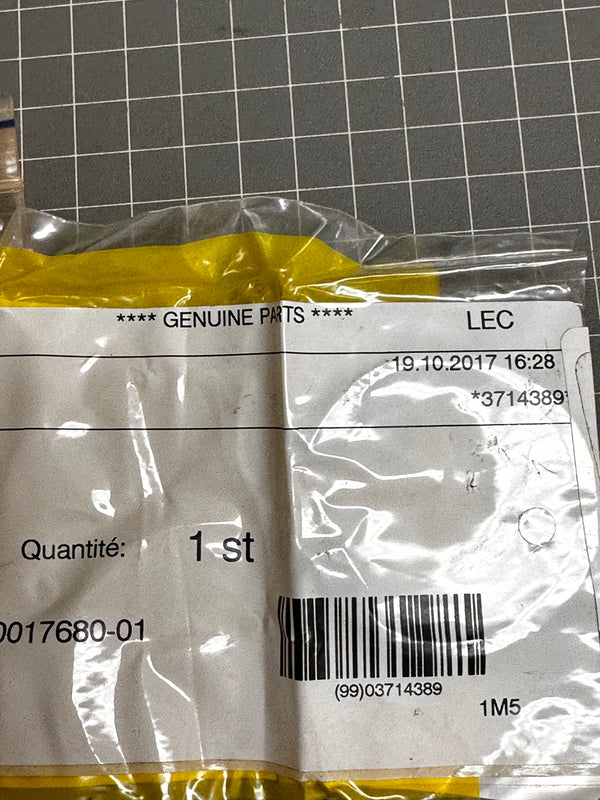 **** GENUINE PARTS **** LEC
19.10.2017 16:28
*3714389*
Quantité: 1 st
0017680-01
(99)03714389
1M5